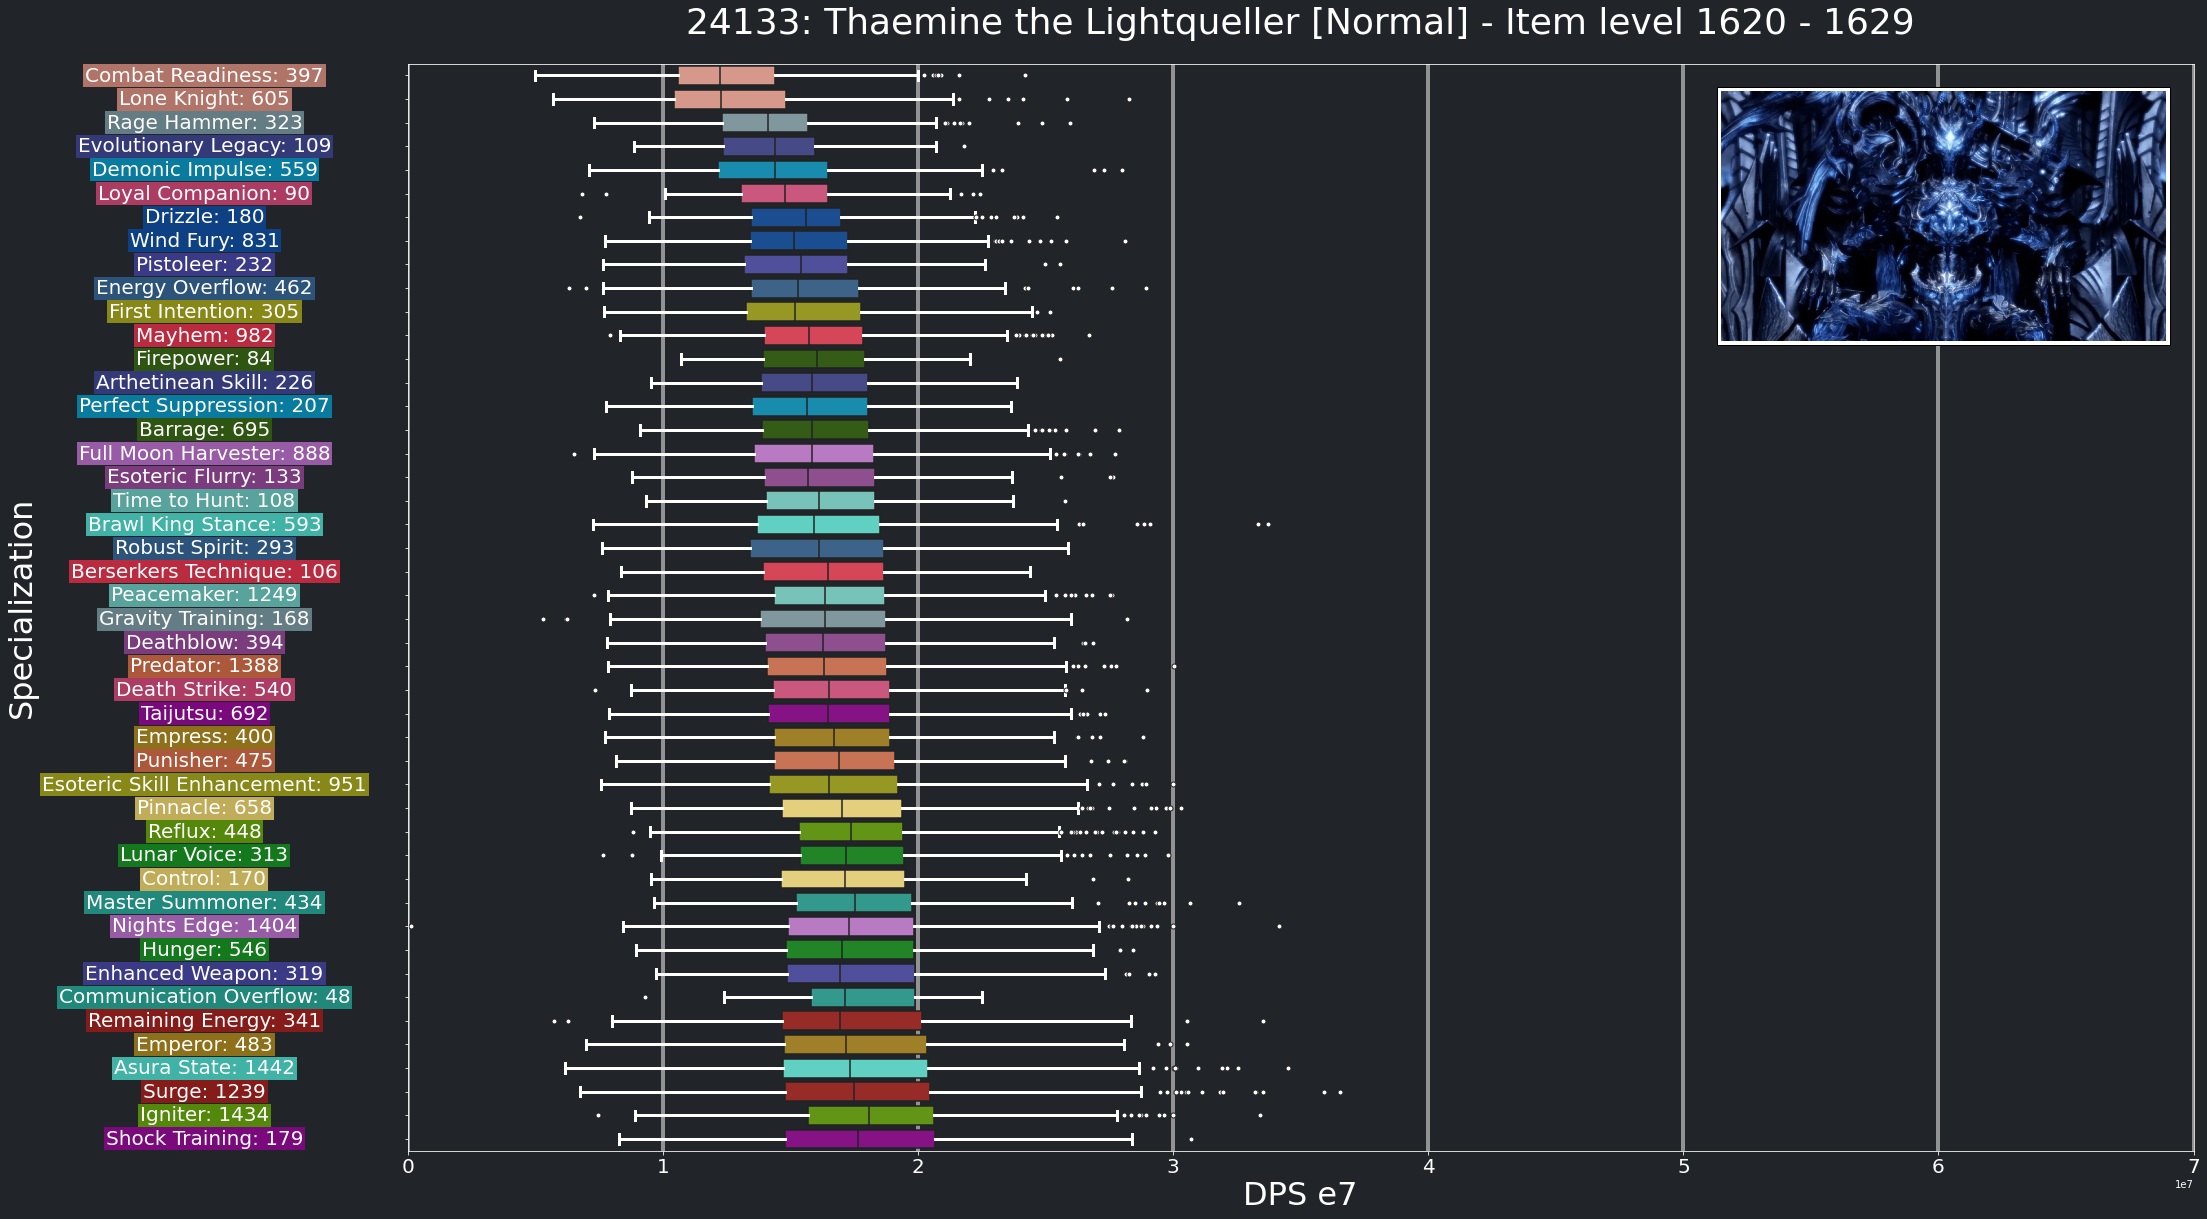 24133: Thaemine the Lightqueller [Normal] - Item level 1620 - 1629
Combat Readiness: 397
Lone Knight: 605
Rage Hammer: 323
Evolutionary Legacy: 109
Demonic Impulse: 559
Loyal Companion: 90
Drizzle: 180
Wind Fury: 831
Pistoleer: 232
Energy Overflow: 462
First Intention: 305
Mayhem: 982
Firepower: 84
Arthetinean Skill: 226
Perfect Suppression: 207
Barrage: 695
Full Moon Harvester: 888
Esoteric Flurry: 133
Time to Hunt: 108
Brawl King Stance: 593
Robust Spirit: 293
Berserkers Technique: 106
Peacemaker: 1249
Gravity Training: 168
Deathblow: 394
Predator: 1388
Death Strike: 540
Taijutsu: 692
Empress: 400
Punisher: 475
Esoteric Skill Enhancement: 951
Pinnacle: 658
Reflux: 448
Lunar Voice: 313
Control: 170
Master Summoner: 434
Nights Edge: 1404
Hunger: 546
Enhanced Weapon: 319
Communication Overflow: 48
Remaining Energy: 341
Emperor: 483
Asura State: 1442
Surge: 1239
Igniter: 1434
Shock Training: 179
Specialization
0 1 2 3 4 5 6 7
1e7
DPS e7